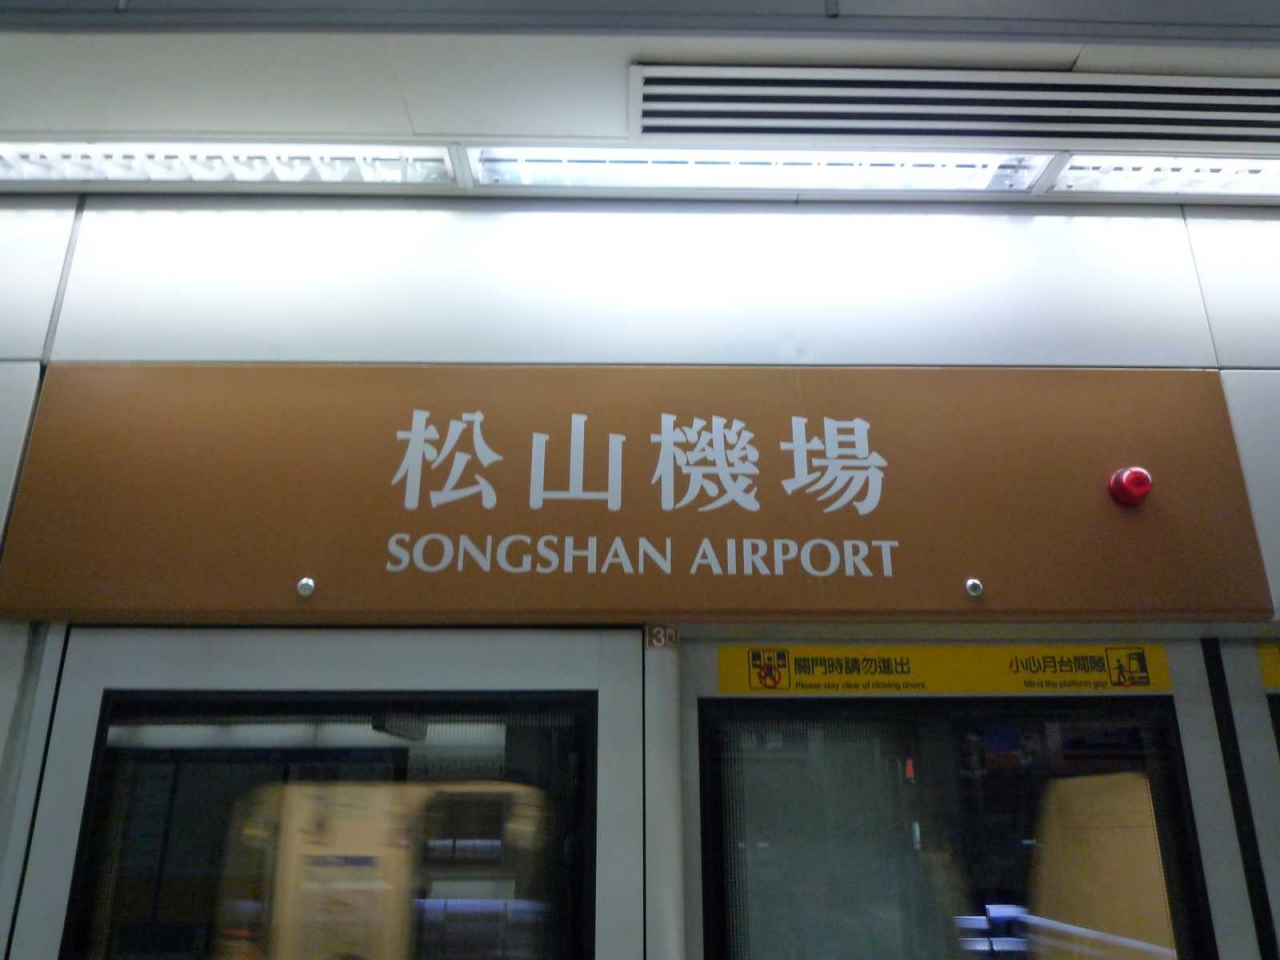 松山機場
SONGSHAN AIRPORT
3
關門時請勿進出
Please stay clear of closing doors.
小心月台間隙
Mind the platform gap